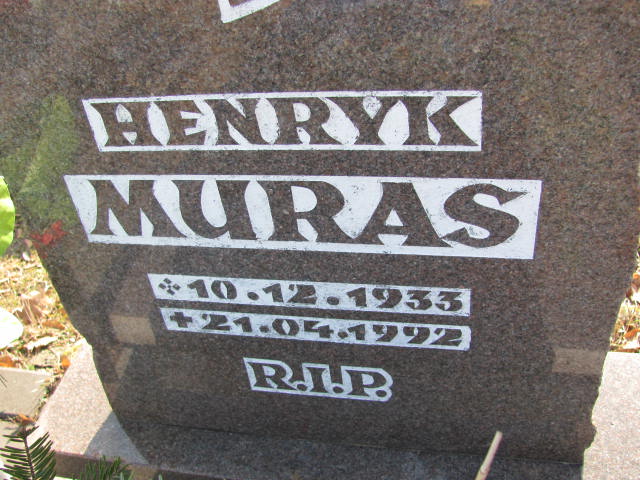 HENRYK
MURAS
10.12.1933
✝21.04.1992
R.I.P.